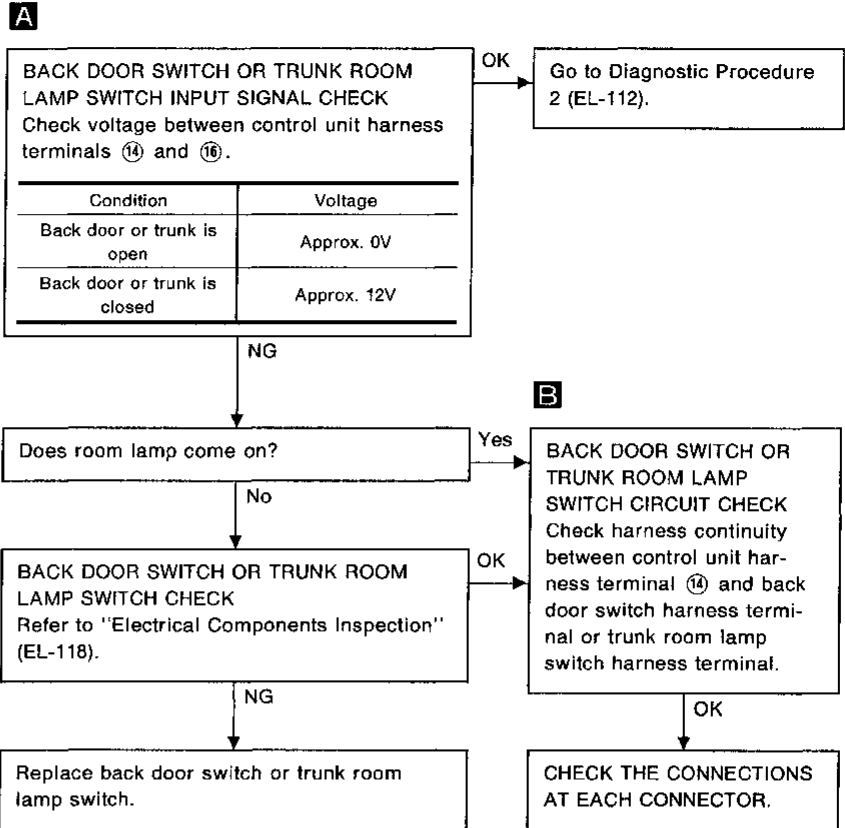 A
BACK DOOR SWITCH OR TRUNK ROOM
LAMP SWITCH INPUT SIGNAL CHECK
Check voltage between control unit harness
terminals ⑭ and ⑯.
Condition
Voltage
Back door or trunk is
open
Approx. 0V
Back door or trunk is
closed
Approx. 12V
OK
Go to Diagnostic Procedure
2 (EL-112).
NG
Does room lamp come on?
Yes
No
BACK DOOR SWITCH OR TRUNK ROOM
LAMP SWITCH CHECK
Refer to "Electrical Components Inspection"
(EL-118).
OK
NG
Replace back door switch or trunk room
lamp switch.
B
BACK DOOR SWITCH OR
TRUNK ROOM LAMP
SWITCH CIRCUIT CHECK
Check harness continuity
between control unit har-
ness terminal ⑭ and back
door switch harness termi-
nal or trunk room lamp
switch harness terminal.
OK
CHECK THE CONNECTIONS
AT EACH CONNECTOR.